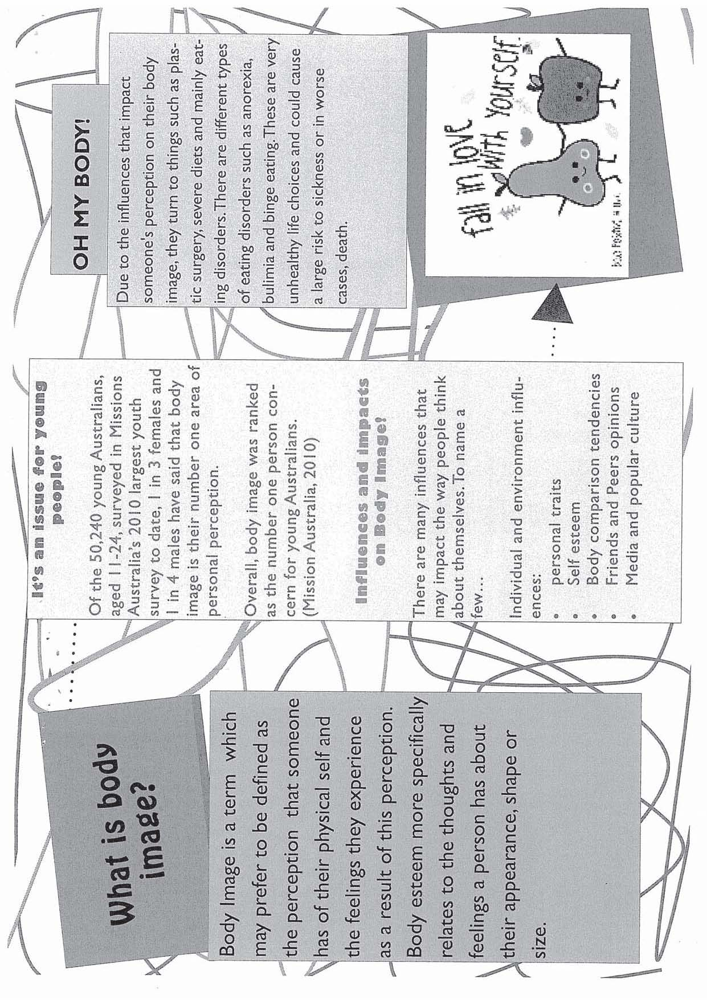 What is body
image?
Body Image is a term which
may prefer to be defined as
the perception that someone
has of their physical self and
the feelings they experience
as a result of this perception.
Body esteem more specifically
relates to the thoughts and
feelings a person has about
their appearance, shape or
size.
It's an issue for young
people!
Of the 50,240 young Australians,
aged 11-24, surveyed in Missions
Australia's 2010 largest youth
survey to date, 1 in 3 females and
1 in 4 males have said that body
image is their number one area of
personal perception.
Overall, body image was ranked
as the number one person con-
cern for young Australians.
(Mission Australia, 2010)
Influences and impacts
on Body Image!
There are many influences that
may impact the way people think
about themselves. To name a
few...
Individual and environment influ-
ences:
• personal traits
• Self esteem
• Body comparison tendencies
• Friends and Peers opinions
• Media and popular culture
OH MY BODY!
Due to the influences that impact
someone's perception on their body
image, they turn to things such as plas-
tic surgery, severe diets and mainly eat-
ing disorders. There are different types
of eating disorders such as anorexia,
bulimia and binge eating. These are very
unhealthy life choices and could cause
a large risk to sickness or in worse
cases, death.
fall in love
with yourself.